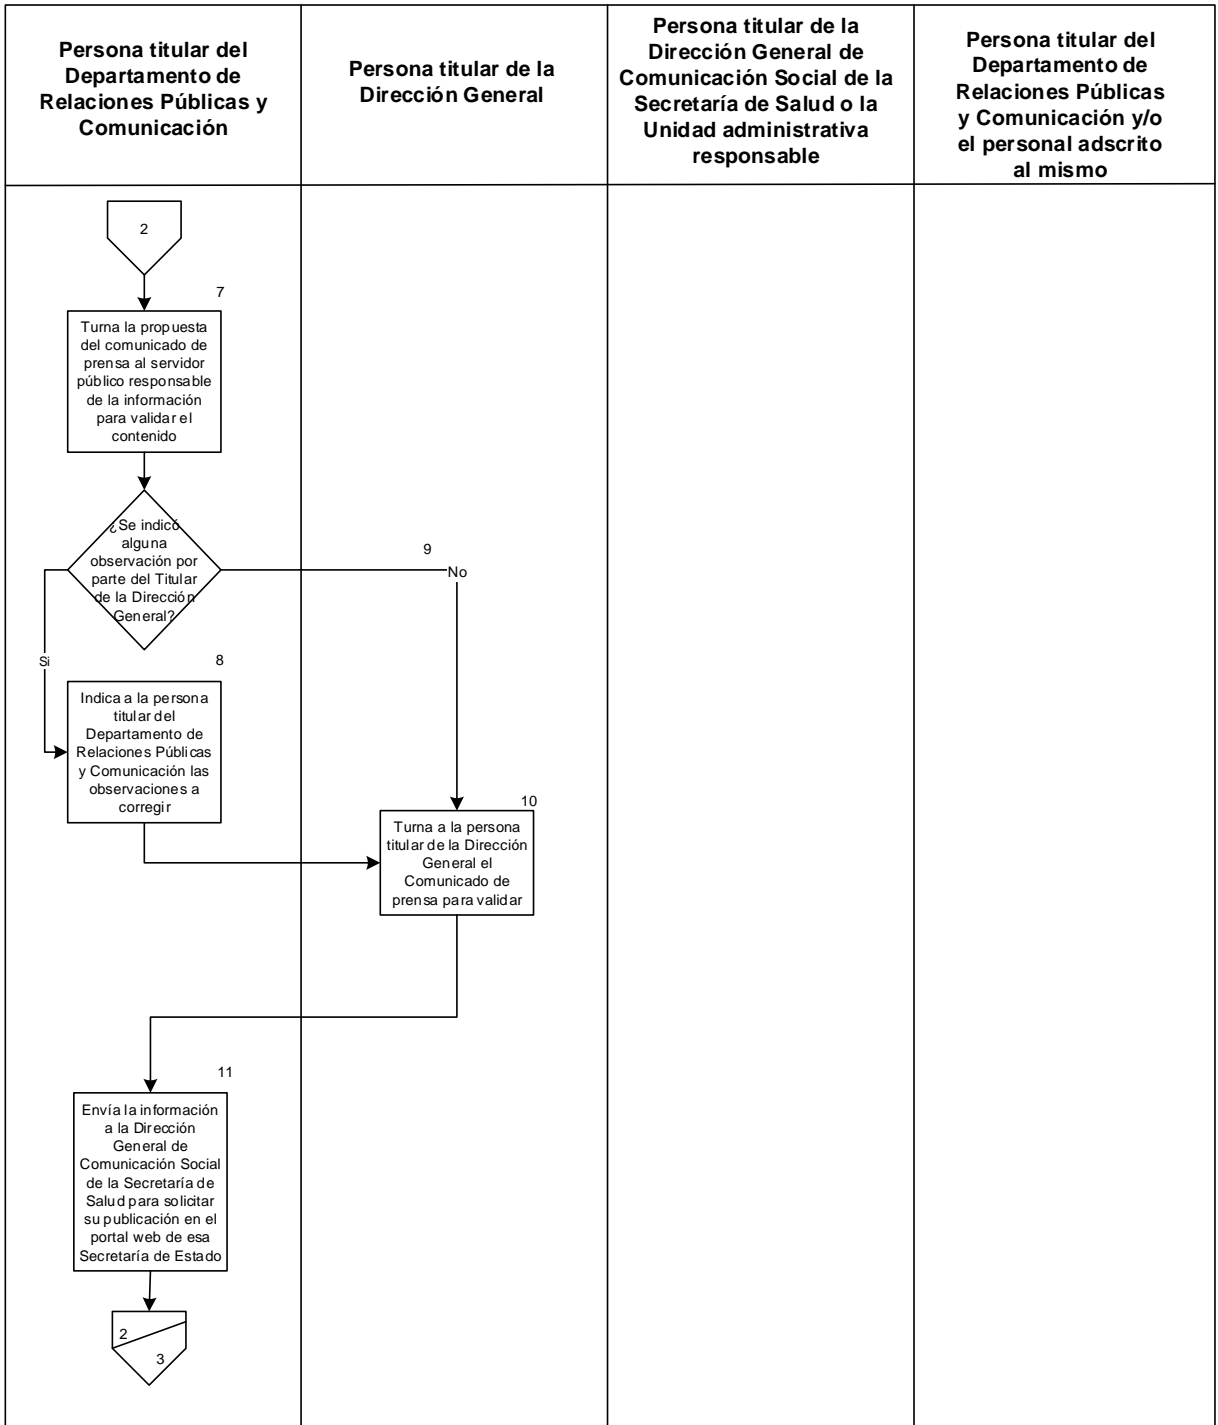 Persona titular del
Departamento de
Relaciones Públicas y
Comunicación
Persona titular de la
Dirección General
Persona titular de la
Dirección General de
Comunicación Social de la
Secretaría de Salud o la
Unidad administrativa
responsable
Persona titular del
Departamento de
Relaciones Públicas
y Comunicación y/o
el personal adscrito
al mismo
2
7
Turna la propuesta
del comunicado de
prensa al servidor
público responsable
de la información
para validar el
contenido
¿Se indicó
alguna
observación por
parte del Titular
de la Dirección
General?
9
No
Si
8
Indica a la persona
titular del
Departamento de
Relaciones Públicas
y Comunicación las
observaciones a
corregir
10
Turna a la persona
titular de la Dirección
General el
Comunicado de
prensa para validar
11
Envía la información
a la Dirección
General de
Comunicación Social
de la Secretaría de
Salud para solicitar
su publicación en el
portal web de esa
Secretaría de Estado
2
3